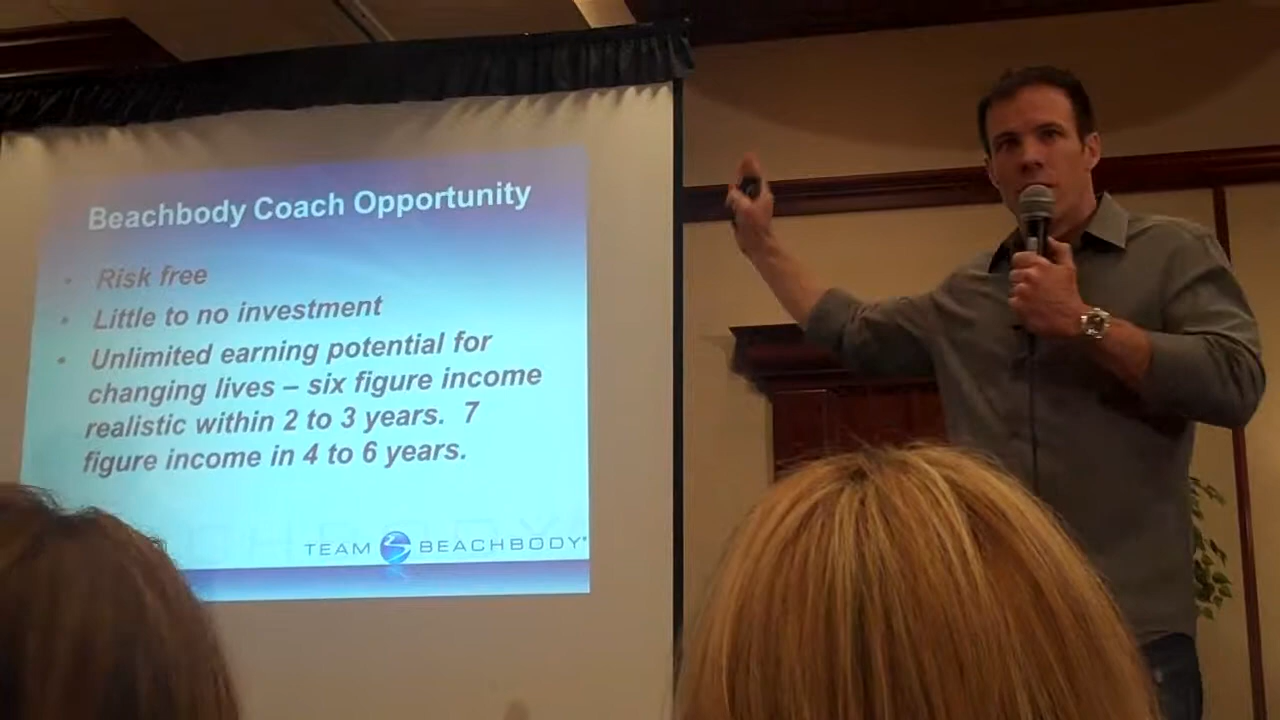 Beachbody Coach Opportunity
• Risk free
• Little to no investment
• Unlimited earning potential for
changing lives – six figure income
realistic within 2 to 3 years. 7
figure income in 4 to 6 years.
TEAM BEACHBODY®